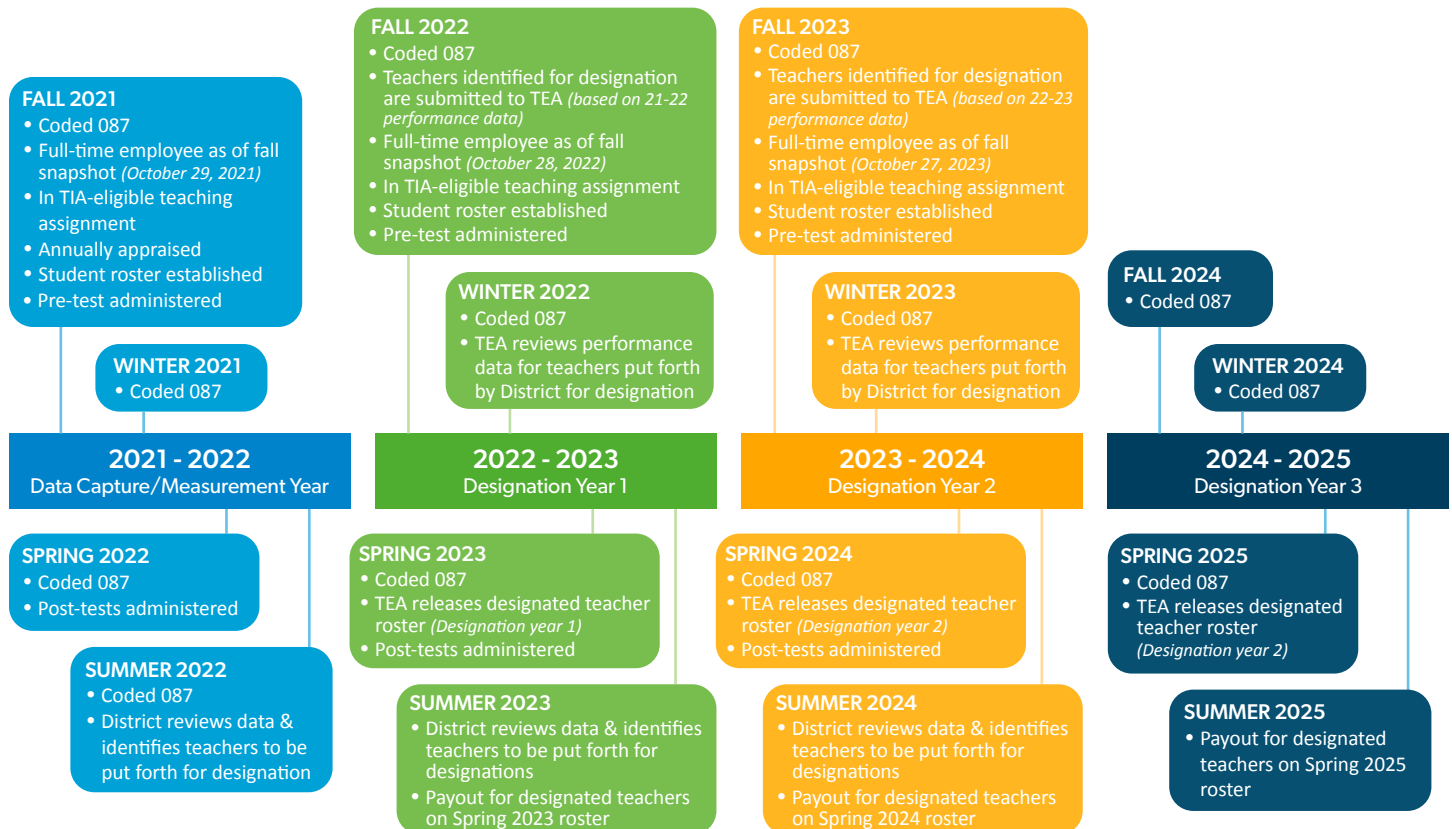 FALL 2021
• Coded 087
• Full-time employee as of fall
snapshot (October 29, 2021)
• In TIA-eligible teaching
assignment
• Annually appraised
• Student roster established
• Pre-test administered
WINTER 2021
• Coded 087
2021 - 2022
Data Capture/Measurement Year
SPRING 2022
• Coded 087
• Post-tests administered
SUMMER 2022
• Coded 087
• District reviews data &
identifies teachers to be
put forth for designation
FALL 2022
• Coded 087
• Teachers identified for designation
are submitted to TEA (based on 21-22
performance data)
• Full-time employee as of fall
snapshot (October 28, 2022)
• In TIA-eligible teaching assignment
• Student roster established
• Pre-test administered
WINTER 2022
• Coded 087
• TEA reviews performance
data for teachers put forth
by District for designation
2022 - 2023
Designation Year 1
SPRING 2023
• Coded 087
• TEA releases designated teacher
roster (Designation year 1)
• Post-tests administered
SUMMER 2023
• District reviews data & identifies
teachers to be put forth for
designations
• Payout for designated teachers
on Spring 2023 roster
FALL 2023
• Coded 087
• Teachers identified for designation
are submitted to TEA (based on 22-23
performance data)
• Full-time employee as of fall
snapshot (October 27, 2023)
• In TIA-eligible teaching assignment
• Student roster established
• Pre-test administered
WINTER 2023
• Coded 087
• TEA reviews performance
data for teachers put forth
by District for designation
2023 - 2024
Designation Year 2
SPRING 2024
• Coded 087
• TEA releases designated teacher
roster (Designation year 2)
• Post-tests administered
SUMMER 2024
• District reviews data & identifies
teachers to be put forth for
designations
• Payout for designated teachers
on Spring 2024 roster
FALL 2024
• Coded 087
WINTER 2024
• Coded 087
2024 - 2025
Designation Year 3
SPRING 2025
• Coded 087
• TEA releases designated
teacher roster
(Designation year 2)
SUMMER 2025
• Payout for designated
teachers on Spring 2025
roster